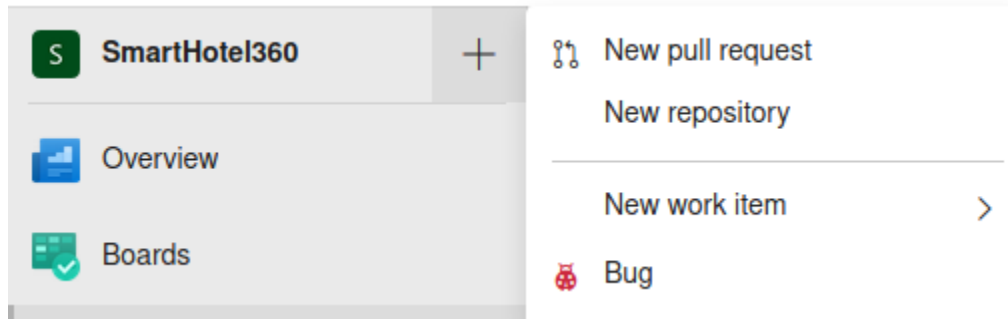 S SmartHotel360
Overview
Boards
New pull request
New repository
New work item
Bug